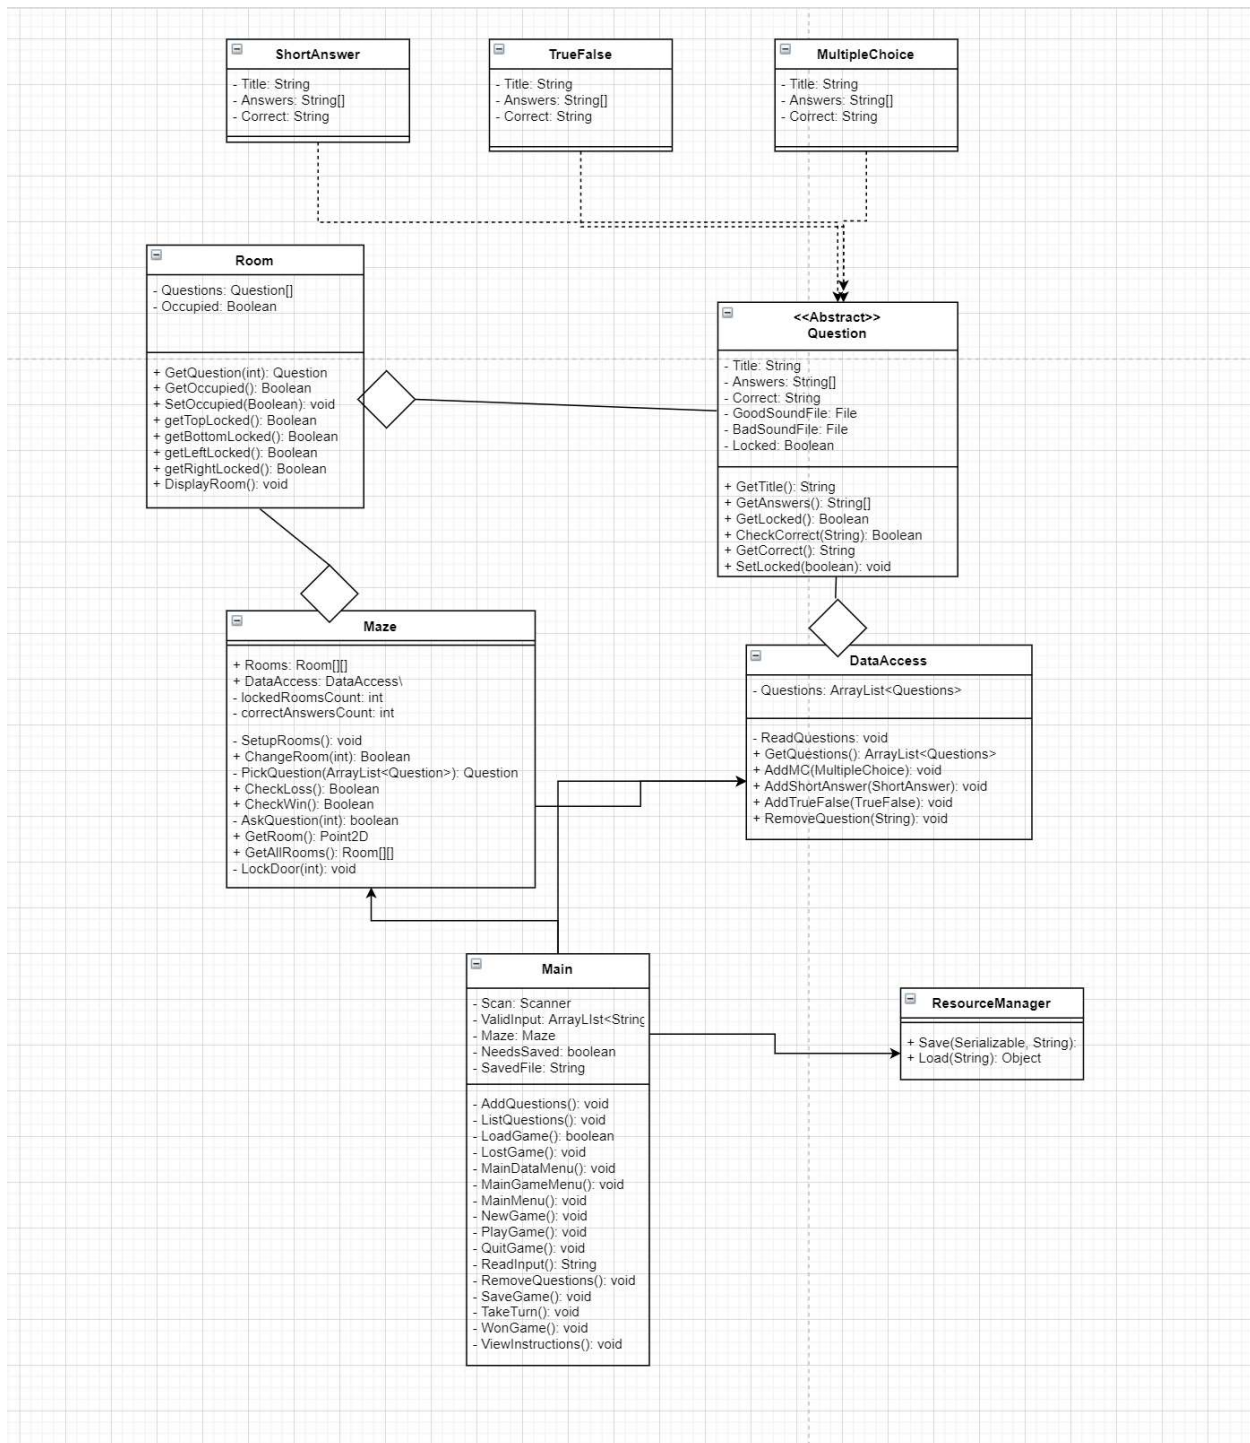 ShortAnswer
- Title: String
- Answers: String[]
- Correct: String
TrueFalse
- Title: String
- Answers: String[]
- Correct: String
MultipleChoice
- Title: String
- Answers: String[]
- Correct: String
Room
- Questions: Question[]
- Occupied: Boolean
+ GetQuestion(int): Question
+ GetOccupied(): Boolean
+ SetOccupied(Boolean): void
+ getTopLocked(): Boolean
+ getBottomLocked(): Boolean
+ getLeftLocked(): Boolean
+ getRightLocked(): Boolean
+ DisplayRoom(): void
<<Abstract>>
Question
- Title: String
- Answers: String[]
- Correct: String
- GoodSoundFile: File
- BadSoundFile: File
- Locked: Boolean
+ GetTitle(): String
+ GetAnswers(): String[]
+ GetLocked(): Boolean
+ CheckCorrect(String): Boolean
+ GetCorrect(): String
+ SetLocked(boolean): void
Maze
+ Rooms: Room[][]
+ DataAccess: DataAccess\
- lockedRoomsCount: int
- correctAnswersCount: int
- SetupRooms(): void
+ ChangeRoom(int): Boolean
- PickQuestion(ArrayList<Question>): Question
+ CheckLoss(): Boolean
+ CheckWin(): Boolean
- AskQuestion(int): boolean
+ GetRoom(): Point2D
+ GetAllRooms(): Room[][]
- LockDoor(int): void
DataAccess
- Questions: ArrayList<Questions>
- ReadQuestions: void
+ GetQuestions(): ArrayList<Questions>
+ AddMC(MultipleChoice): void
+ AddShortAnswer(ShortAnswer): void
+ AddTrueFalse(TrueFalse): void
+ RemoveQuestion(String): void
Main
- Scan: Scanner
- ValidInput: ArrayLIst<String
- Maze: Maze
- NeedsSaved: boolean
- SavedFile: String
- AddQuestions(): void
- ListQuestions(): void
- LoadGame(): boolean
- LostGame(): void
- MainDataMenu(): void
- MainGameMenu(): void
- MainMenu(): void
- NewGame(): void
- PlayGame(): void
- QuitGame(): void
- ReadInput(): String
- RemoveQuestions(): void
- SaveGame(): void
- TakeTurn(): void
- WonGame(): void
- ViewInstructions(): void
ResourceManager
+ Save(Serializable, String):
+ Load(String): Object